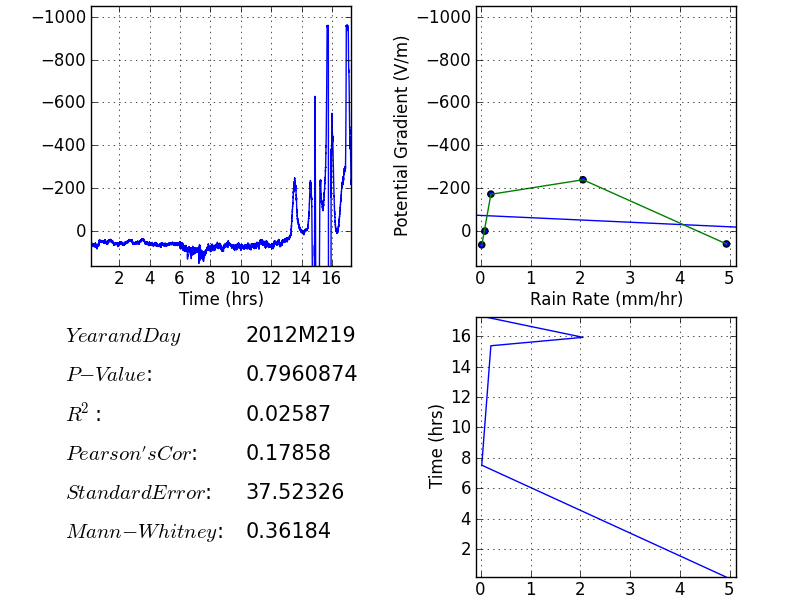 −1000
−800
−600
−400
−200
0
2 4 6 8 10 12 14 16
Time (hrs)
Potential Gradient (V/m)
−1000
−800
−600
−400
−200
0
0 1 2 3 4 5
Rain Rate (mm/hr)
YearandDay 2012M219
P−Value: 0.7960874
R²: 0.02587
Pearson'sCor: 0.17858
StandardError: 37.52326
Mann−Whitney: 0.36184
Time (hrs)
16
14
12
10
8
6
4
2
0 1 2 3 4 5